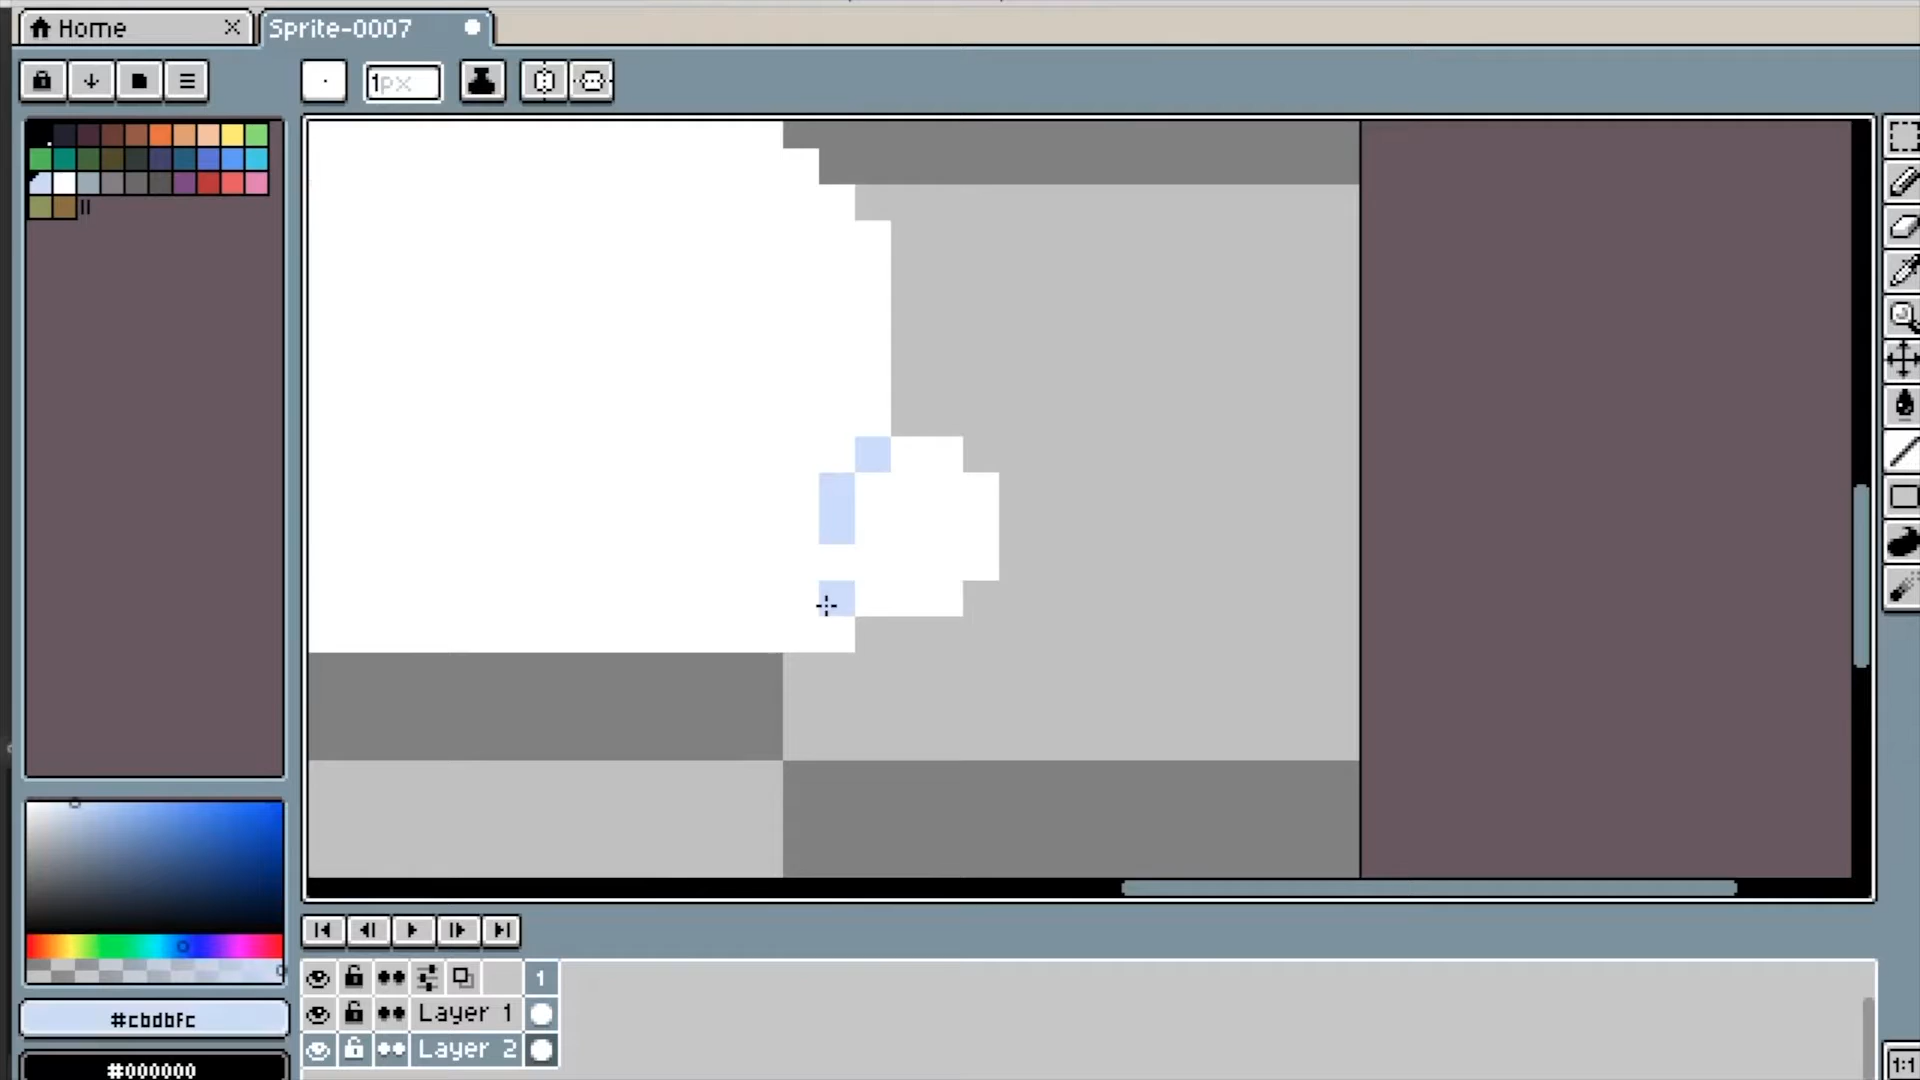 Home
Sprite-0007
1px
#cbdbfc
#000000
1
Layer 1
Layer 2
1:1